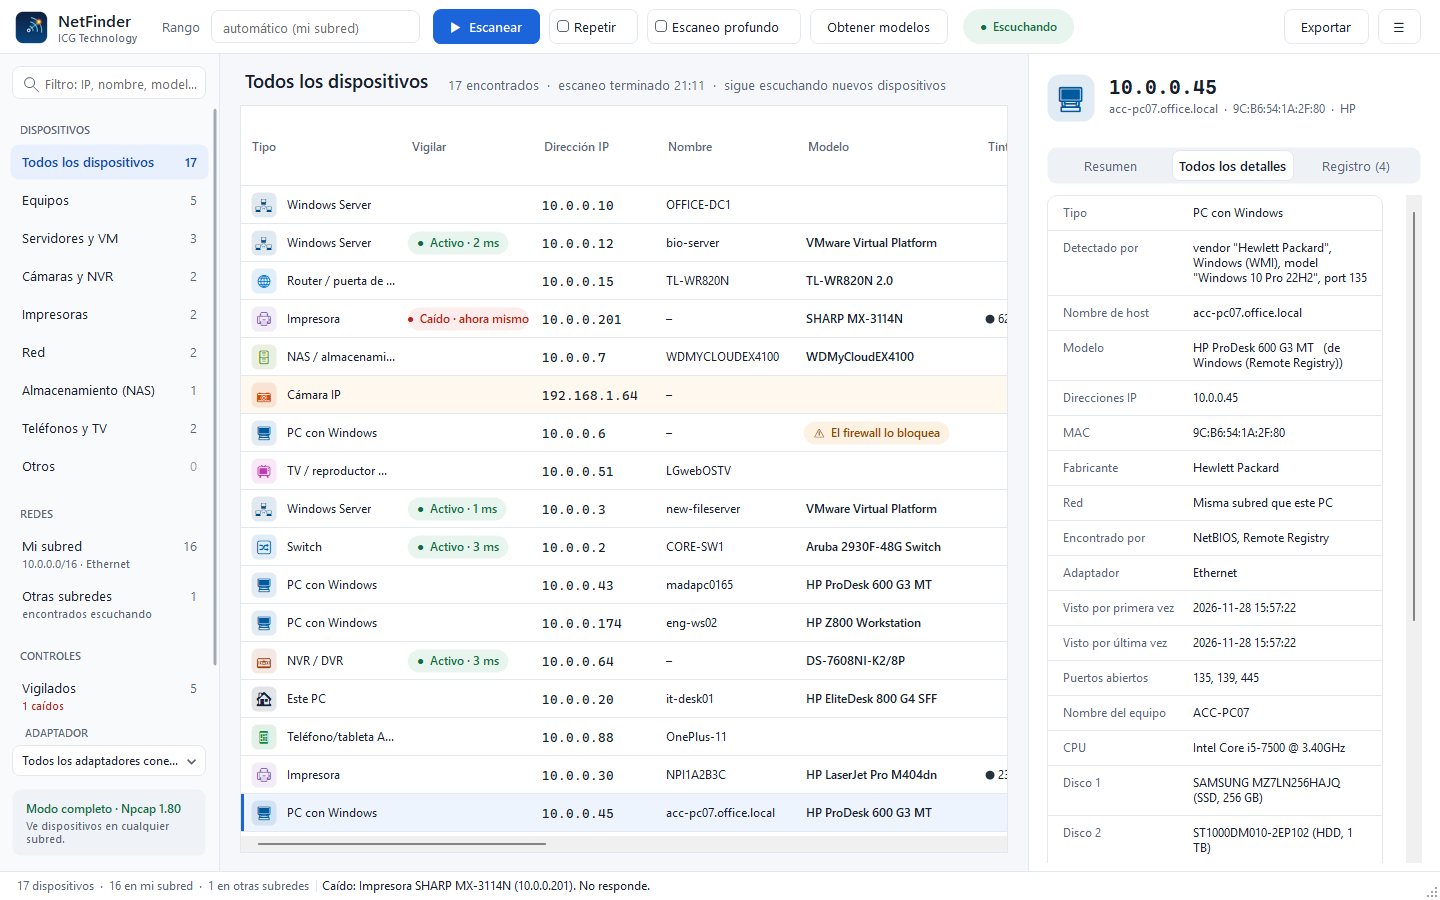 NetFinder
ICG Technology
Rango
automático (mi subred)
Escanear
Repetir
Escaneo profundo
Obtener modelos
Escuchando
Exportar
Filtro: IP, nombre, model...
DISPOSITIVOS
Todos los dispositivos 17
Equipos 5
Servidores y VM 3
Cámaras y NVR 2
Impresoras 2
Red 2
Almacenamiento (NAS) 1
Teléfonos y TV 2
Otros 0
REDES
Mi subred 16
10.0.0.0/16 · Ethernet
Otras subredes 1
encontrados escuchando
CONTROLES
Vigilados 5
1 caídos
ADAPTADOR
Todos los adaptadores cone...
Modo completo · Npcap 1.80
Ve dispositivos en cualquier
subred.
Todos los dispositivos 17 encontrados · escaneo terminado 21:11 · sigue escuchando nuevos dispositivos
Tipo Vigilar Dirección IP Nombre Modelo Tint
Windows Server 10.0.0.10 OFFICE-DC1
Windows Server Activo · 2 ms 10.0.0.12 bio-server VMware Virtual Platform
Router / puerta de ... 10.0.0.15 TL-WR820N TL-WR820N 2.0
Impresora Caído · ahora mismo 10.0.0.201 – SHARP MX-3114N 62
NAS / almacenami... 10.0.0.7 WDMYCLOUDEX4100 WDMyCloudEX4100
Cámara IP 192.168.1.64 –
PC con Windows 10.0.0.6 – El firewall lo bloquea
TV / reproductor ... 10.0.0.51 LGwebOSTV
Windows Server Activo · 1 ms 10.0.0.3 new-fileserver VMware Virtual Platform
Switch Activo · 3 ms 10.0.0.2 CORE-SW1 Aruba 2930F-48G Switch
PC con Windows 10.0.0.43 madapc0165 HP ProDesk 600 G3 MT
PC con Windows 10.0.0.174 eng-ws02 HP Z800 Workstation
NVR / DVR Activo · 3 ms 10.0.0.64 – DS-7608NI-K2/8P
Este PC 10.0.0.20 it-desk01 HP EliteDesk 800 G4 SFF
Teléfono/tableta A... 10.0.0.88 OnePlus-11
Impresora 10.0.0.30 NPI1A2B3C HP LaserJet Pro M404dn 23
PC con Windows 10.0.0.45 acc-pc07.office.local HP ProDesk 600 G3 MT
10.0.0.45
acc-pc07.office.local · 9C:B6:54:1A:2F:80 · HP
Resumen Todos los detalles Registro (4)
Tipo PC con Windows
Detectado por vendor "Hewlett Packard",
Windows (WMI), model
"Windows 10 Pro 22H2", port 135
Nombre de host acc-pc07.office.local
Modelo HP ProDesk 600 G3 MT (de
Windows (Remote Registry))
Direcciones IP 10.0.0.45
MAC 9C:B6:54:1A:2F:80
Fabricante Hewlett Packard
Red Misma subred que este PC
Encontrado por NetBIOS, Remote Registry
Adaptador Ethernet
Visto por primera vez 2026-11-28 15:57:22
Visto por última vez 2026-11-28 15:57:22
Puertos abiertos 135, 139, 445
Nombre del equipo ACC-PC07
CPU Intel Core i5-7500 @ 3.40GHz
Disco 1 SAMSUNG MZ7LN256HAJQ
(SSD, 256 GB)
Disco 2 ST1000DM010-2EP102 (HDD, 1
TB)
17 dispositivos · 16 en mi subred · 1 en otras subredes Caído: Impresora SHARP MX-3114N (10.0.0.201). No responde.